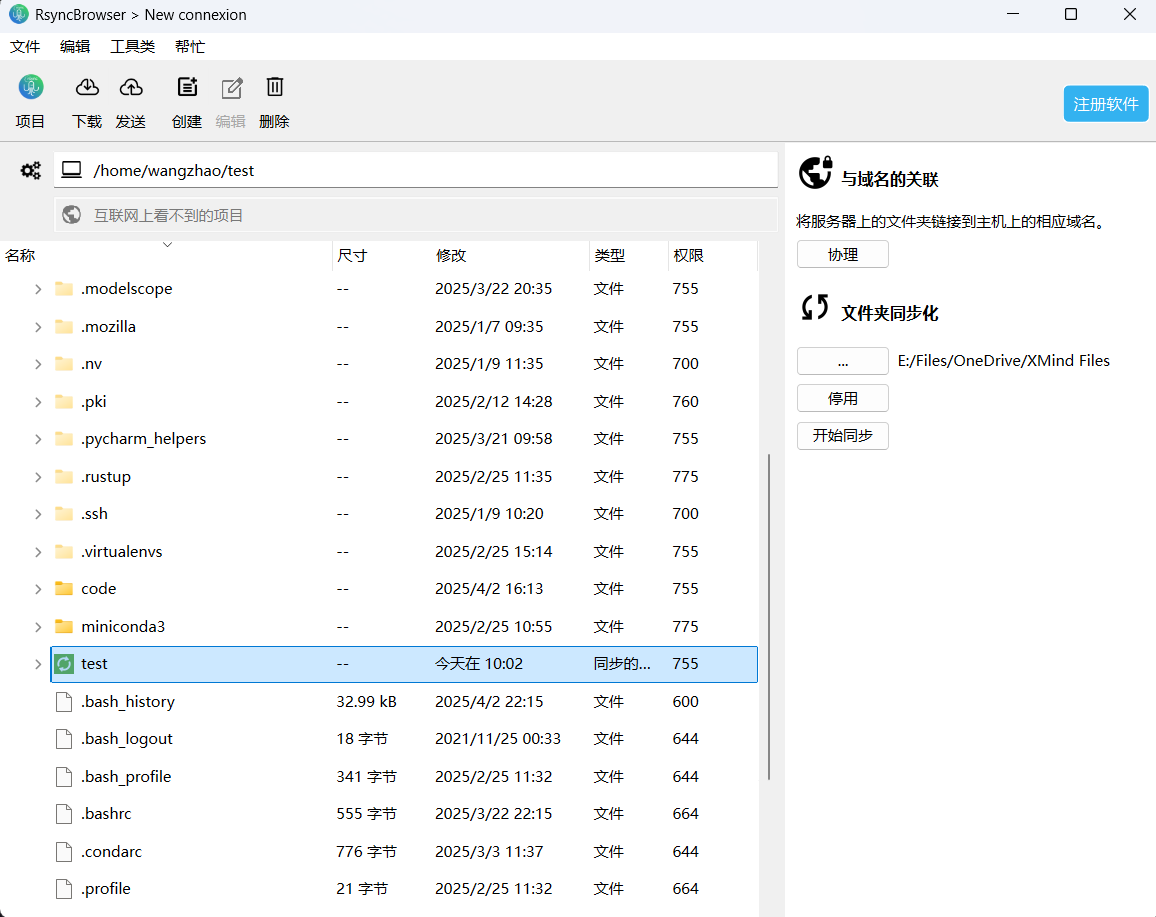 RsyncBrowser > New connexion
文件 编辑 工具类 帮忙
项目 下载 发送 创建 编辑 删除
注册软件
/home/wangzhao/test
互联网上看不到的项目
名称 尺寸 修改 类型 权限
.modelscope -- 2025/3/22 20:35 文件 755
.mozilla -- 2025/1/7 09:35 文件 755
.nv -- 2025/1/9 11:35 文件 700
.pki -- 2025/2/12 14:28 文件 760
.pycharm_helpers -- 2025/3/21 09:58 文件 755
.rustup -- 2025/2/25 11:35 文件 775
.ssh -- 2025/1/9 10:20 文件 700
.virtualenvs -- 2025/2/25 15:14 文件 755
code -- 2025/4/2 16:13 文件 755
miniconda3 -- 2025/2/25 10:55 文件 775
test -- 今天在 10:02 同步的... 755
.bash_history 32.99 kB 2025/4/2 22:15 文件 600
.bash_logout 18 字节 2021/11/25 00:33 文件 644
.bash_profile 341 字节 2025/2/25 11:32 文件 644
.bashrc 555 字节 2025/3/22 22:15 文件 664
.condarc 776 字节 2025/3/3 11:37 文件 644
.profile 21 字节 2025/2/25 11:32 文件 664
与域名的关联
将服务器上的文件夹链接到主机上的相应域名。
协理
文件夹同步化
... E:/Files/OneDrive/XMind Files
停用
开始同步